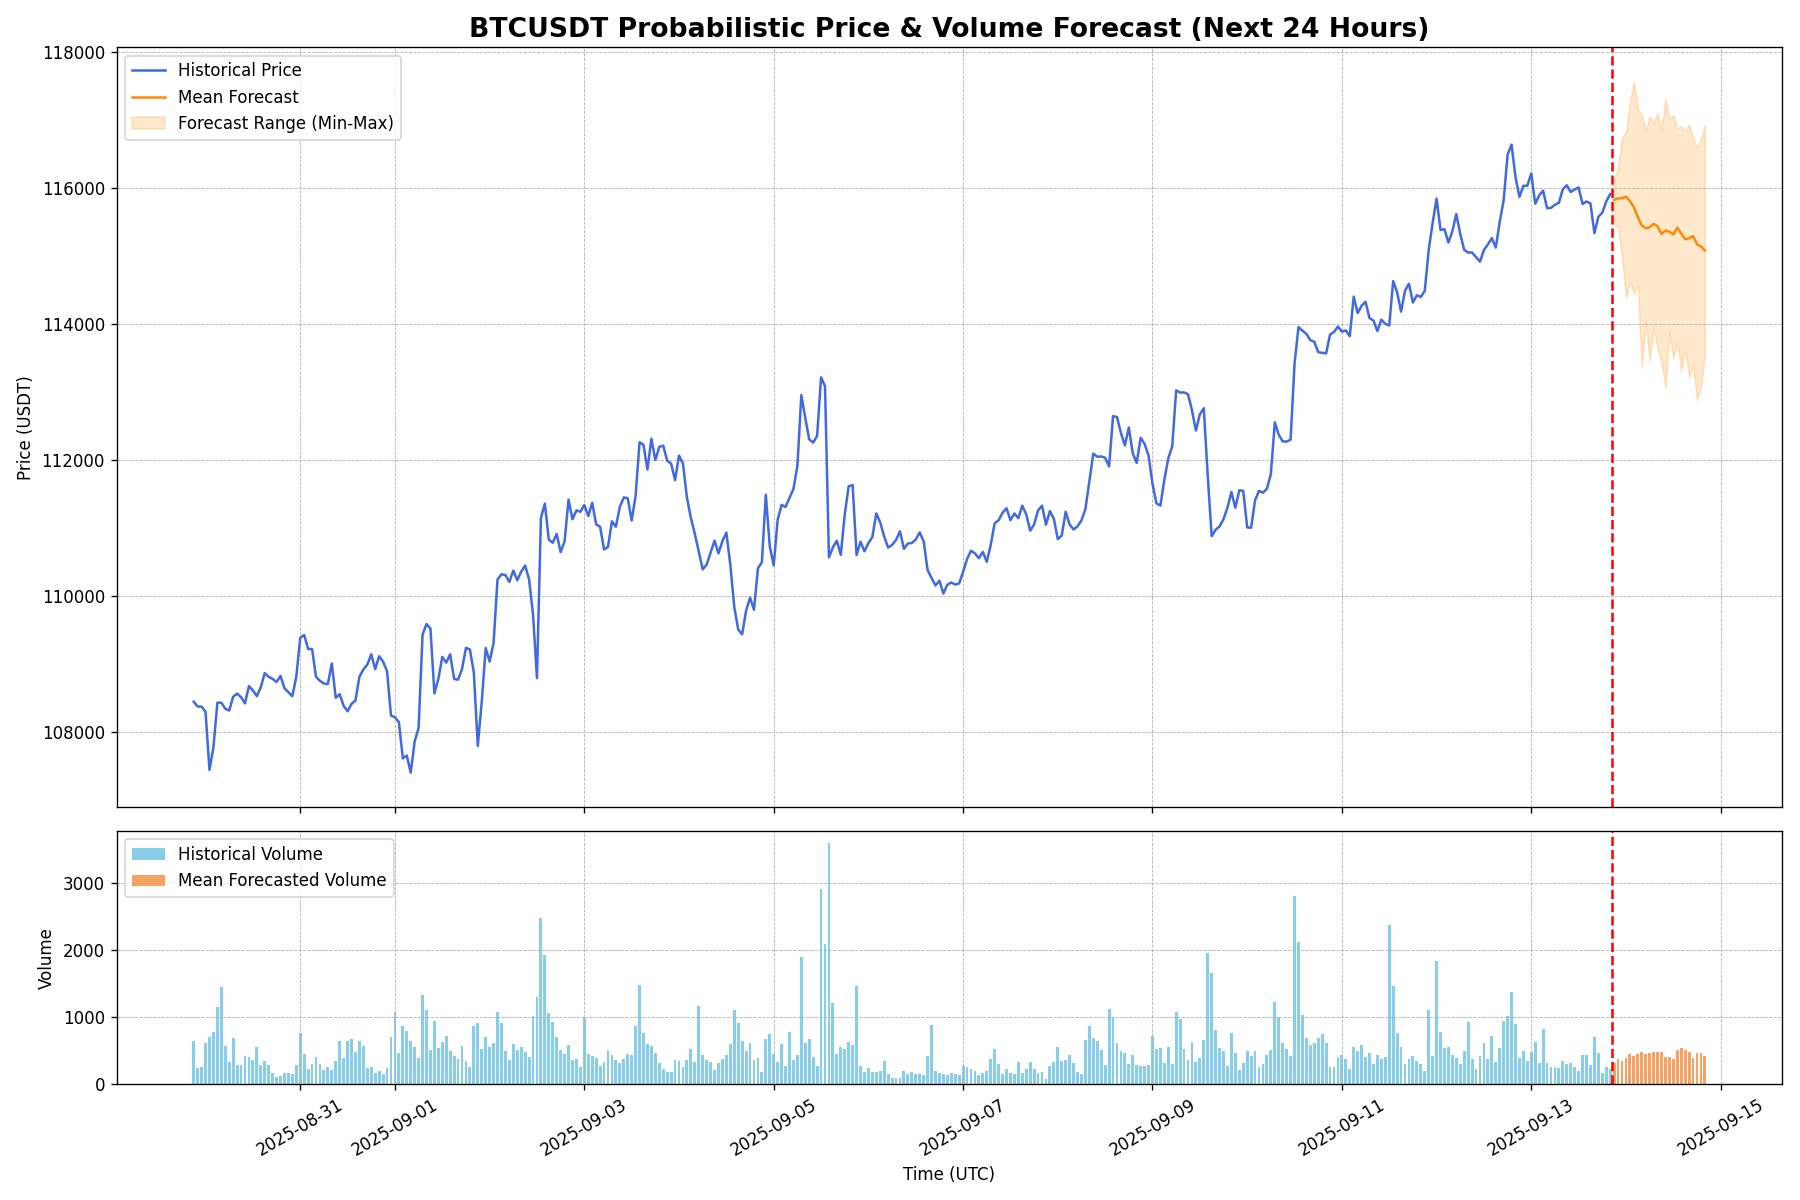 BTCUSDT Probabilistic Price & Volume Forecast (Next 24 Hours)
Historical Price
Mean Forecast
Forecast Range (Min-Max)
118000
116000
114000
112000
110000
108000
Price (USDT)
Historical Volume
Mean Forecasted Volume
3000
2000
1000
0
Volume
2025-08-31
2025-09-01
2025-09-03
2025-09-05
2025-09-07
2025-09-09
2025-09-11
2025-09-13
2025-09-15
Time (UTC)